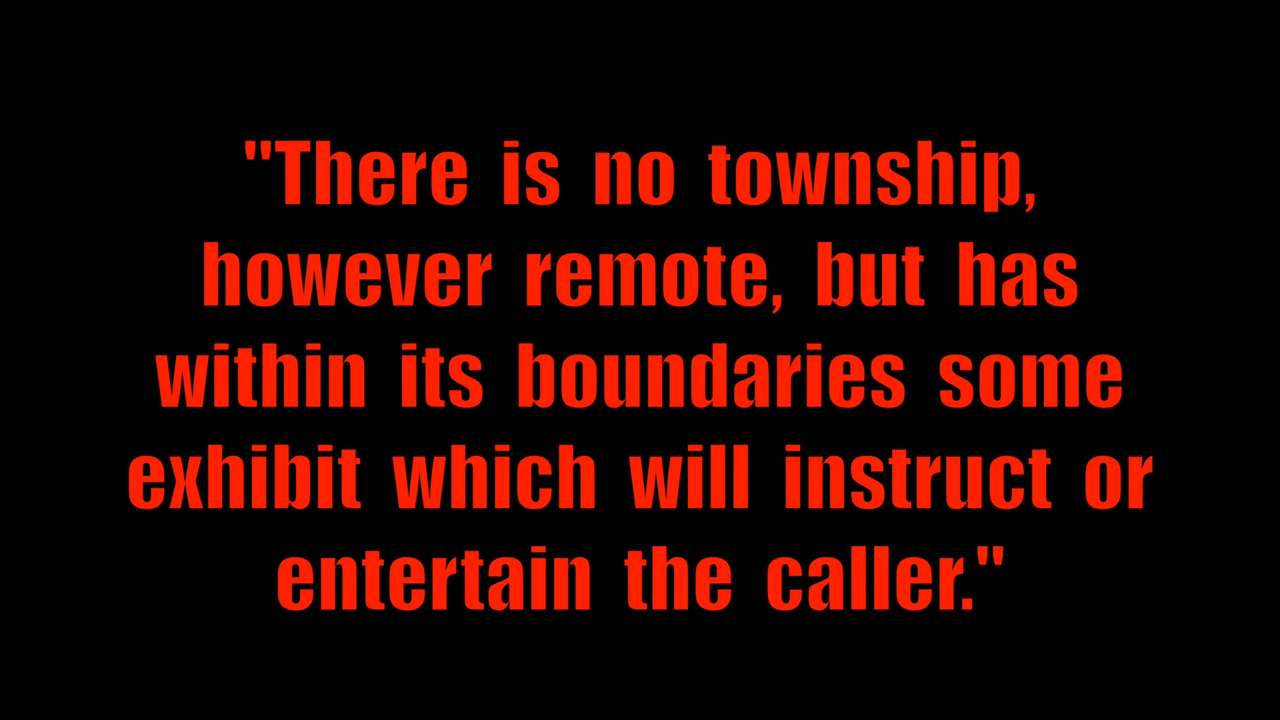 "There is no township,
however remote, but has
within its boundaries some
exhibit which will instruct or
entertain the caller."